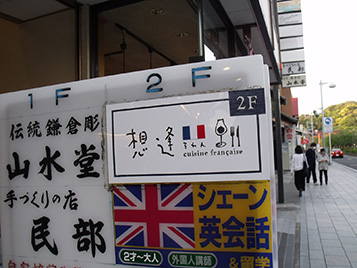 1F
2F
伝統鎌倉彫
山水堂
手づくりの店
民部
2F
想逢
cuisine française
シェーン
英会話
2才〜大人
外国人講師
&留学